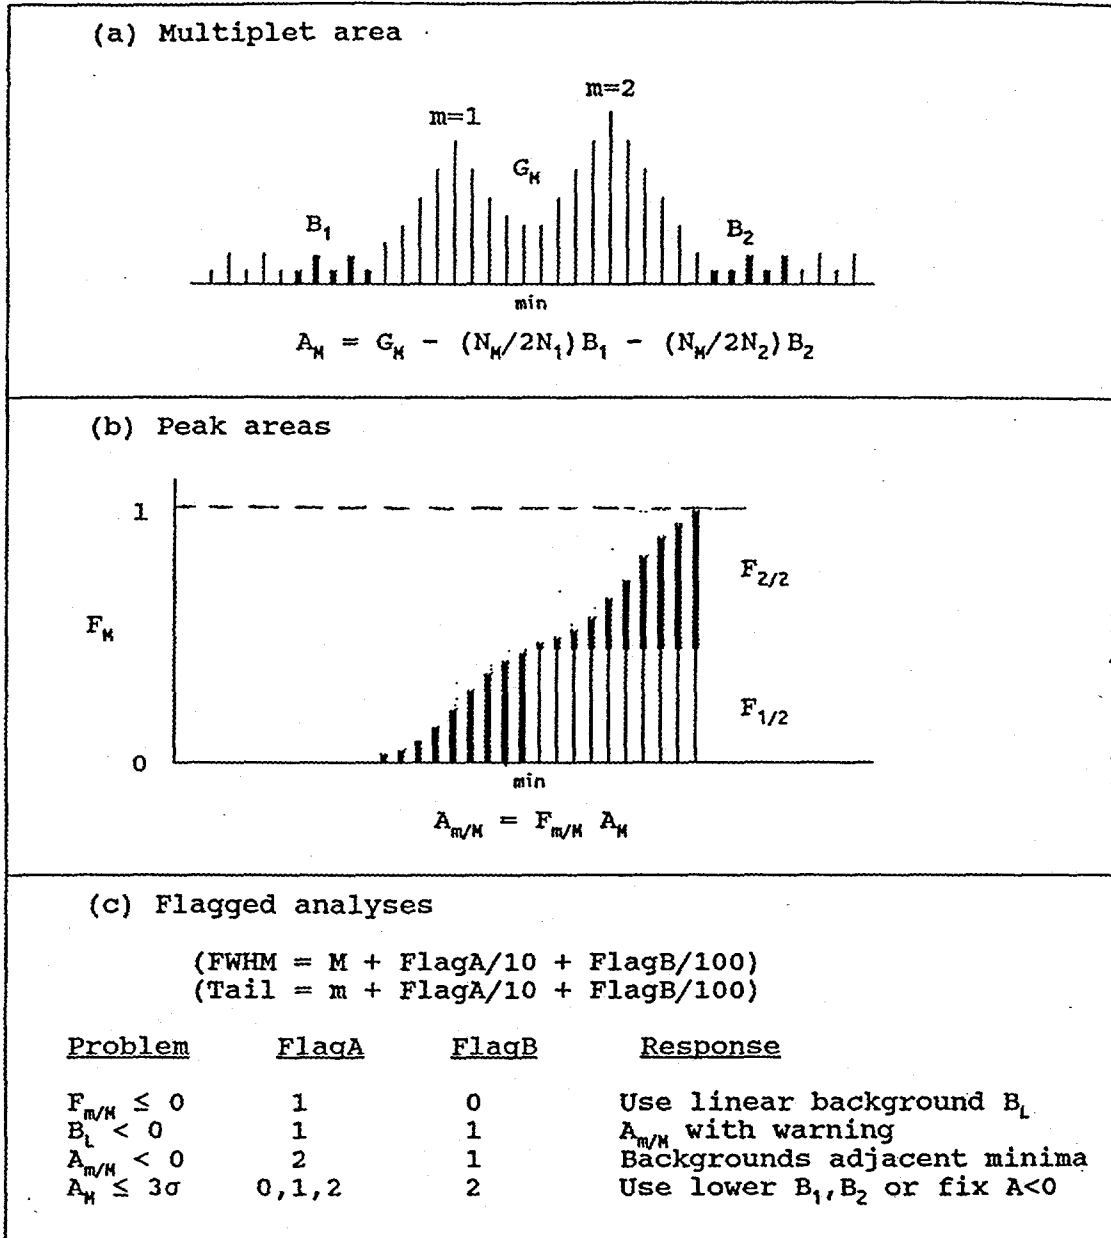 (a) Multiplet area
m=2
m=1
G_M
B_1
B_2
min
A_M = G_M - (N_M/2N_1)B_1 - (N_M/2N_2)B_2
(b) Peak areas
1
F_2/2
F_M
F_1/2
0
min
A_m/M = F_m/M A_M
(c) Flagged analyses
(FWHM = M + FlagA/10 + FlagB/100)
(Tail = m + FlagA/10 + FlagB/100)
Problem FlagA FlagB Response
F_m/M ≤ 0 1 0 Use linear background B_L
B_L < 0 1 1 A_m/M with warning
A_m/M < 0 2 1 Backgrounds adjacent minima
A_M ≤ 3σ 0,1,2 2 Use lower B_1,B_2 or fix A<0